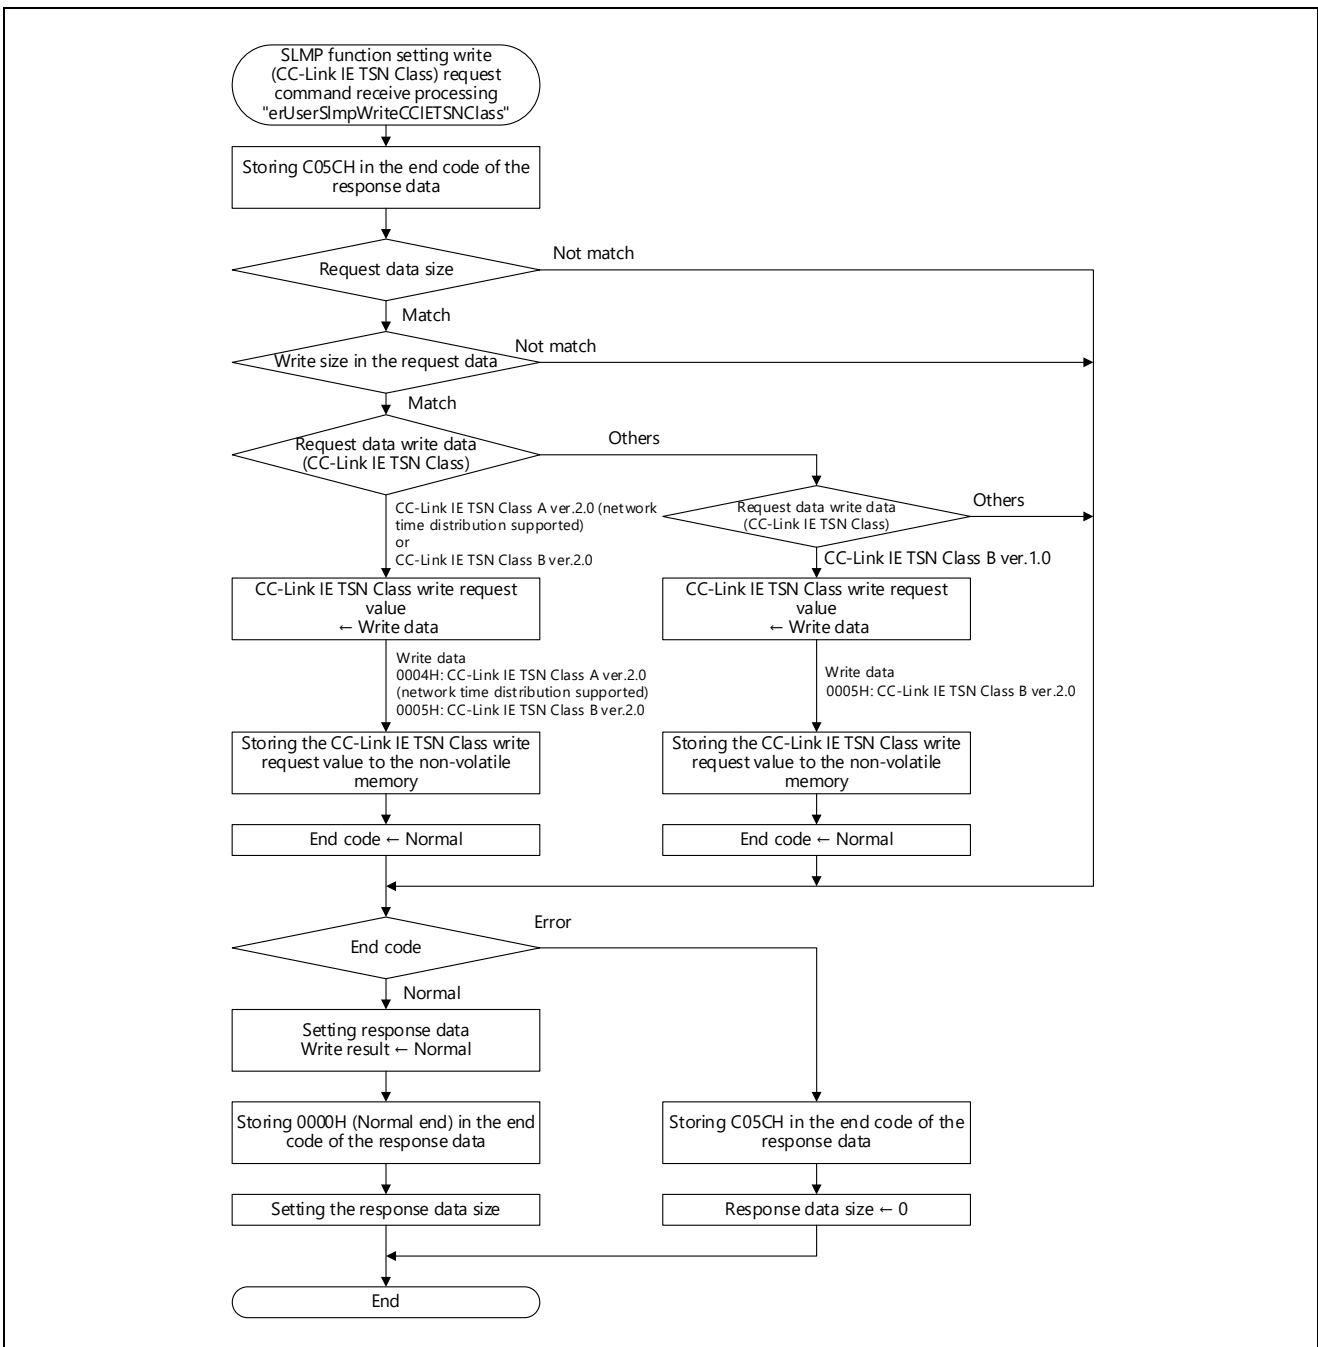 SLMP function setting write
(CC-Link IE TSN Class) request
command receive processing
"erUserSlmpWriteCCIETSNClass"
Storing C05CH in the end code of the
response data
Request data size
Not match
Match
Write size in the request data
Not match
Match
Request data write data
(CC-Link IE TSN Class)
Others
Request data write data
(CC-Link IE TSN Class)
Others
CC-Link IE TSN Class A ver.2.0 (network
time distribution supported)
or
CC-Link IE TSN Class B ver.2.0
CC-Link IE TSN Class B ver.1.0
CC-Link IE TSN Class write request
value
← Write data
CC-Link IE TSN Class write request
value
← Write data
Write data
0004H: CC-Link IE TSN Class A ver.2.0
(network time distribution supported)
0005H: CC-Link IE TSN Class B ver.2.0
Write data
0005H: CC-Link IE TSN Class B ver.2.0
Storing the CC-Link IE TSN Class write
request value to the non-volatile
memory
Storing the CC-Link IE TSN Class write
request value to the non-volatile
memory
End code ← Normal
End code ← Normal
End code
Error
Normal
Setting response data
Write result ← Normal
Storing 0000H (Normal end) in the end
code of the response data
Storing C05CH in the end code of the
response data
Setting the response data size
Response data size ← 0
End